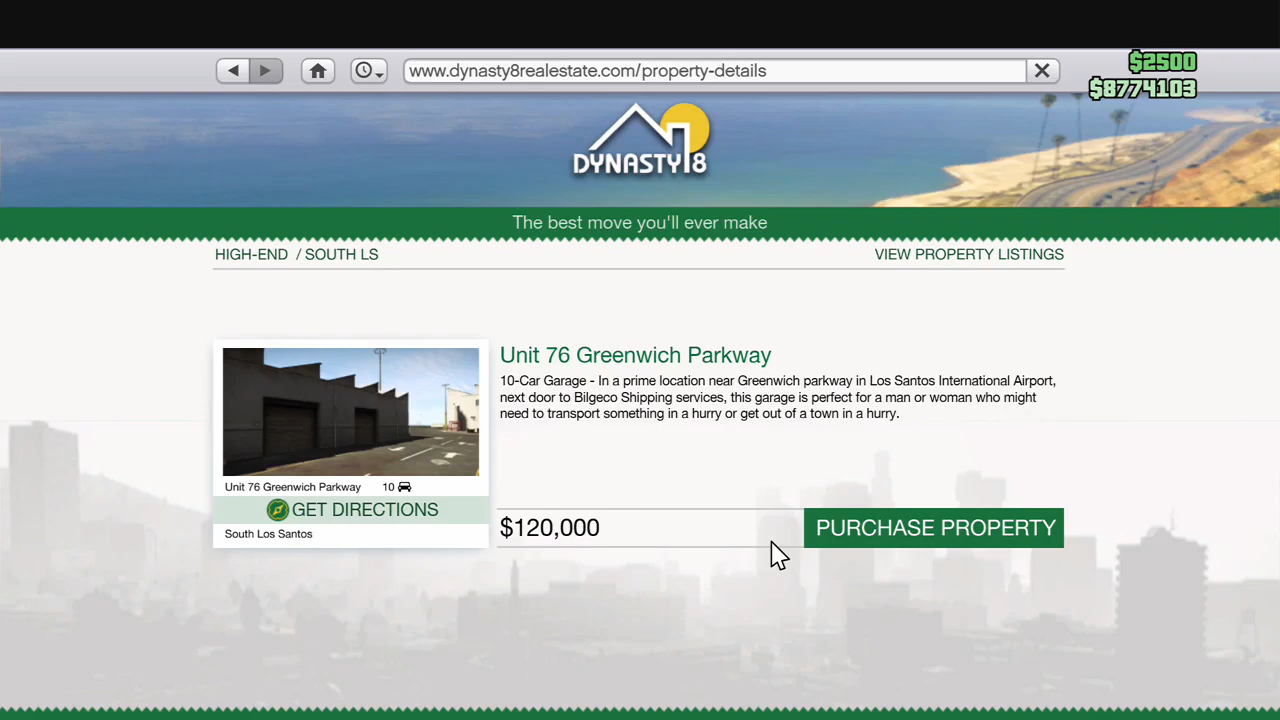 www.dynasty8realestate.com/property-details
$2500
$8774103
DYNASTY 8
The best move you'll ever make
HIGH-END / SOUTH LS
VIEW PROPERTY LISTINGS
Unit 76 Greenwich Parkway
10-Car Garage - In a prime location near Greenwich parkway in Los Santos International Airport,
next door to Bilgeco Shipping services, this garage is perfect for a man or woman who might
need to transport something in a hurry or get out of a town in a hurry.
Unit 76 Greenwich Parkway 10
GET DIRECTIONS
South Los Santos
$120,000
PURCHASE PROPERTY